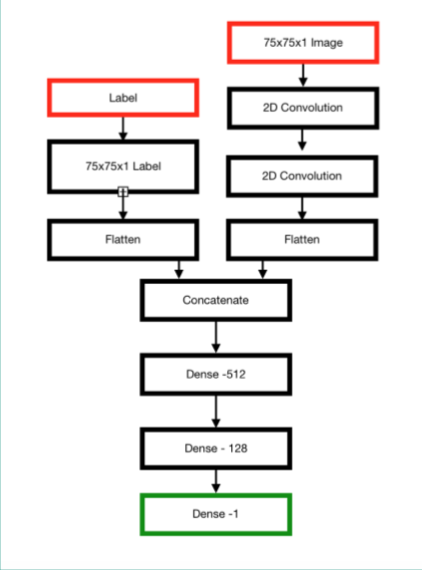 75x75x1 Image
Label
2D Convolution
75x75x1 Label
2D Convolution
Flatten
Flatten
Concatenate
Dense -512
Dense - 128
Dense -1